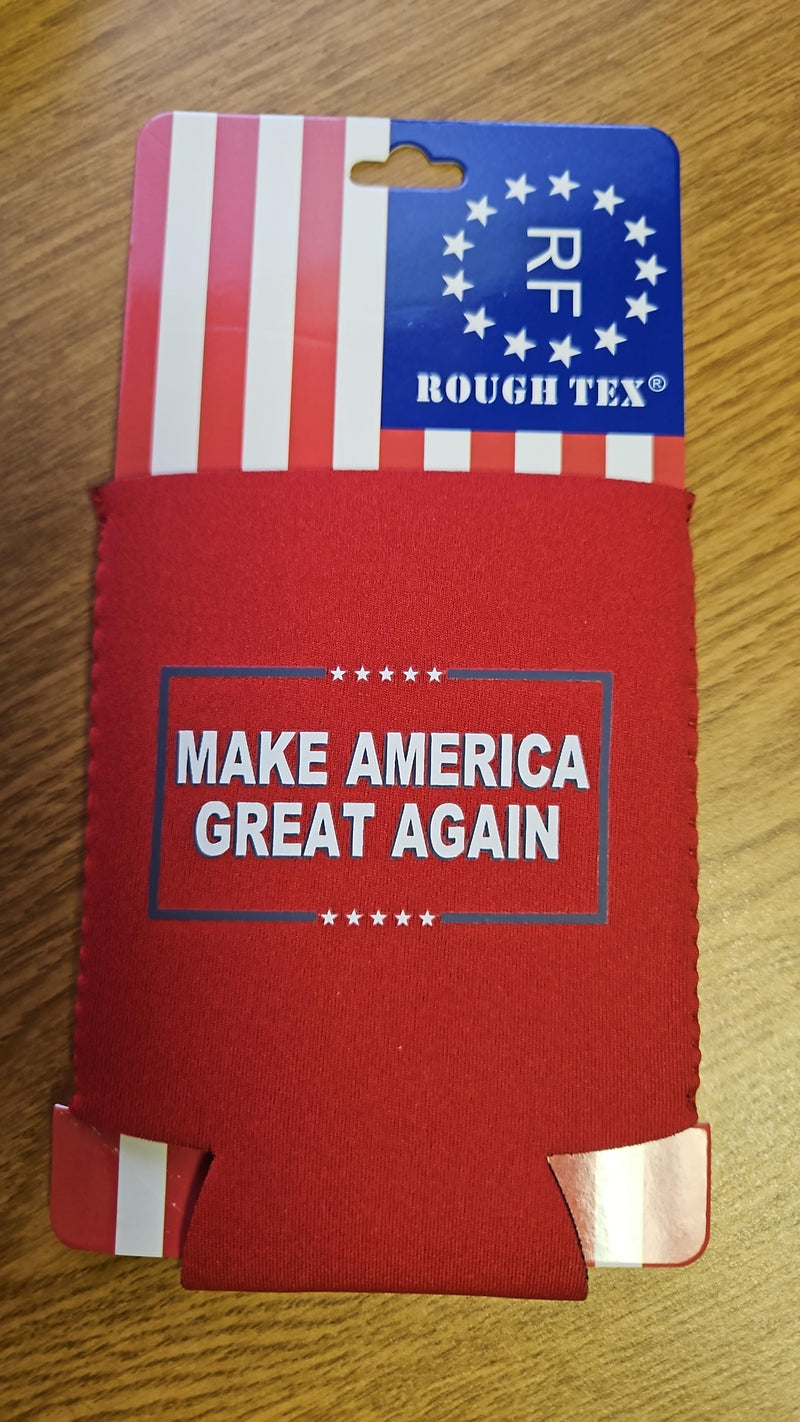 RF
ROUGH TEX®
MAKE AMERICA
GREAT AGAIN